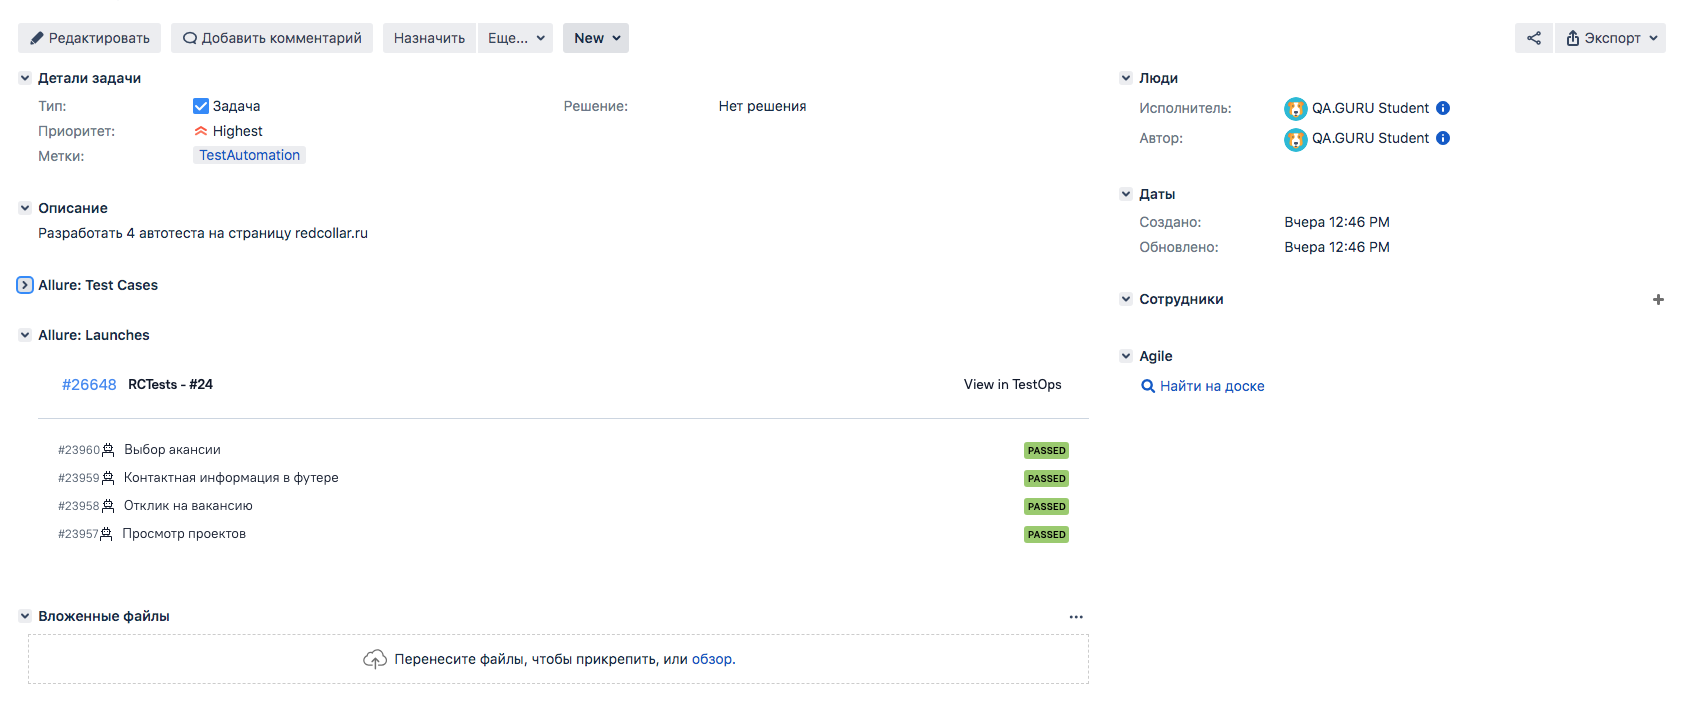 Редактировать Добавить комментарий Назначить Еще... New Экспорт
Детали задачи
Тип: Задача Решение: Нет решения
Приоритет: Highest
Метки: TestAutomation
Описание
Разработать 4 автотеста на страницу redcollar.ru
Allure: Test Cases
Allure: Launches
#26648 RCTests - #24 View in TestOps
#23960 Выбор акансии PASSED
#23959 Контактная информация в футере PASSED
#23958 Отклик на вакансию PASSED
#23957 Просмотр проектов PASSED
Вложенные файлы ...
Перенесите файлы, чтобы прикрепить, или обзор.
Люди
Исполнитель: QA.GURU Student
Автор: QA.GURU Student
Даты
Создано: Вчера 12:46 PM
Обновлено: Вчера 12:46 PM
Сотрудники
Agile
Найти на доске